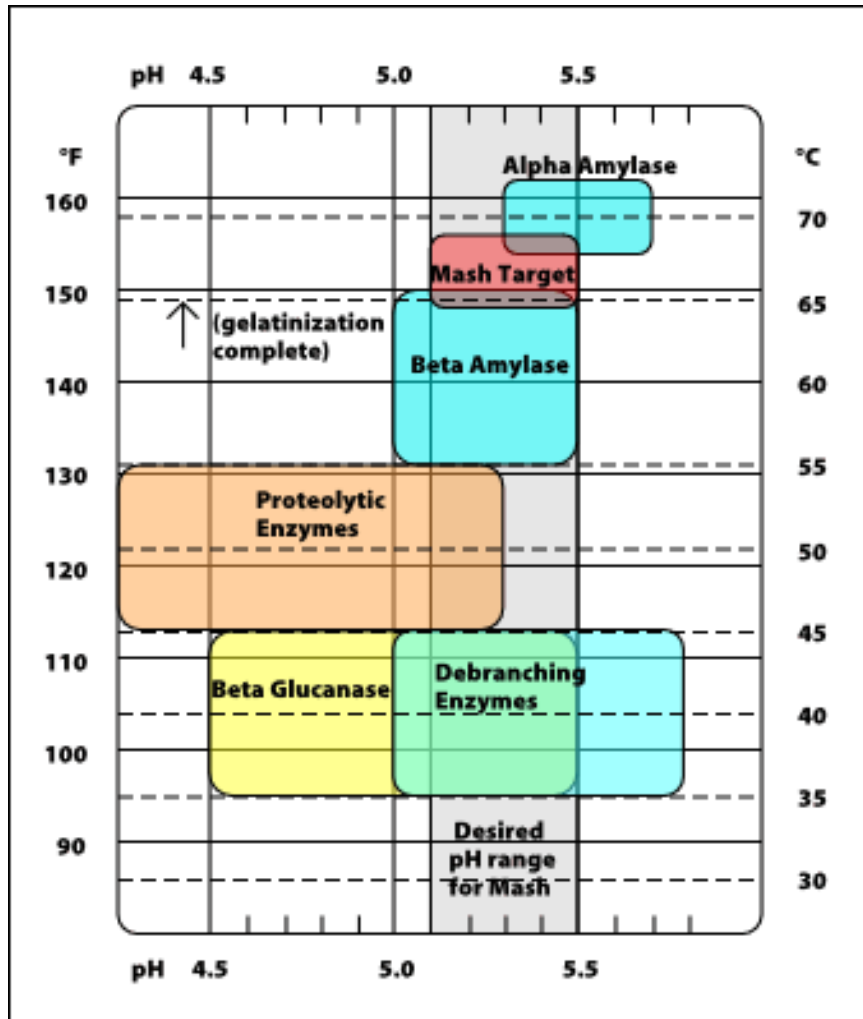 pH 4.5 5.0 5.5
°F °C
Alpha Amylase
160
70
Mash Target
150
65
(gelatinization
complete)
Beta Amylase
140 60
55
130
Proteolytic
Enzymes
50
120
45
110
Debranching
Enzymes
Beta Glucanase
40
100
35
Desired
pH range
for Mash
90
30
pH 4.5 5.0 5.5